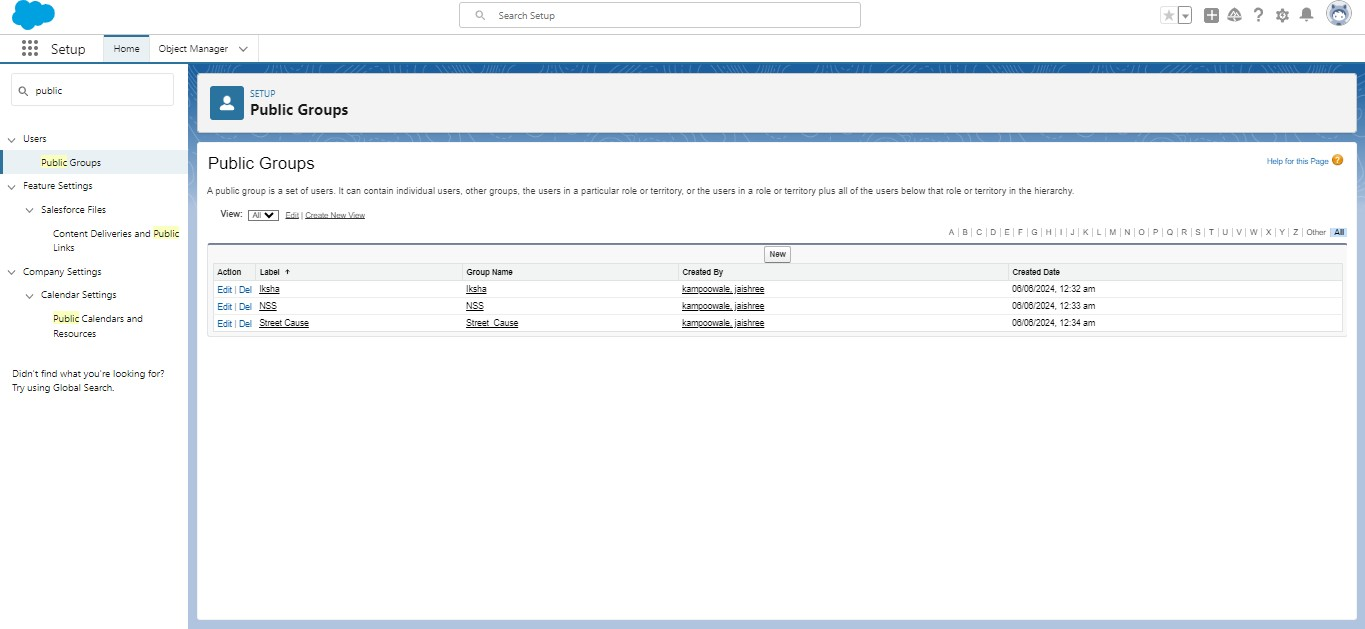 Search Setup
Setup Home Object Manager
public
Users
Public Groups
Feature Settings
Salesforce Files
Content Deliveries and Public
Links
Company Settings
Calendar Settings
Public Calendars and
Resources
Didn't find what you're looking for?
Try using Global Search.
SETUP
Public Groups
Public Groups
Help for this Page ?
A public group is a set of users. It can contain individual users, other groups, the users in a particular role or territory, or the users in a role or territory plus all of the users below that role or territory in the hierarchy.
View: All Edit | Create New View
A | B | C | D | E | F | G | H | I | J | K | L | M | N | O | P | Q | R | S | T | U | V | W | X | Y | Z | Other All
New
Action Label ↑ Group Name Created By Created Date
Edit | Del Iksha Iksha kampoowale, jaishree 06/06/2024, 12:32 am
Edit | Del NSS NSS kampoowale, jaishree 06/06/2024, 12:33 am
Edit | Del Street Cause Street_Cause kampoowale, jaishree 06/06/2024, 12:34 am